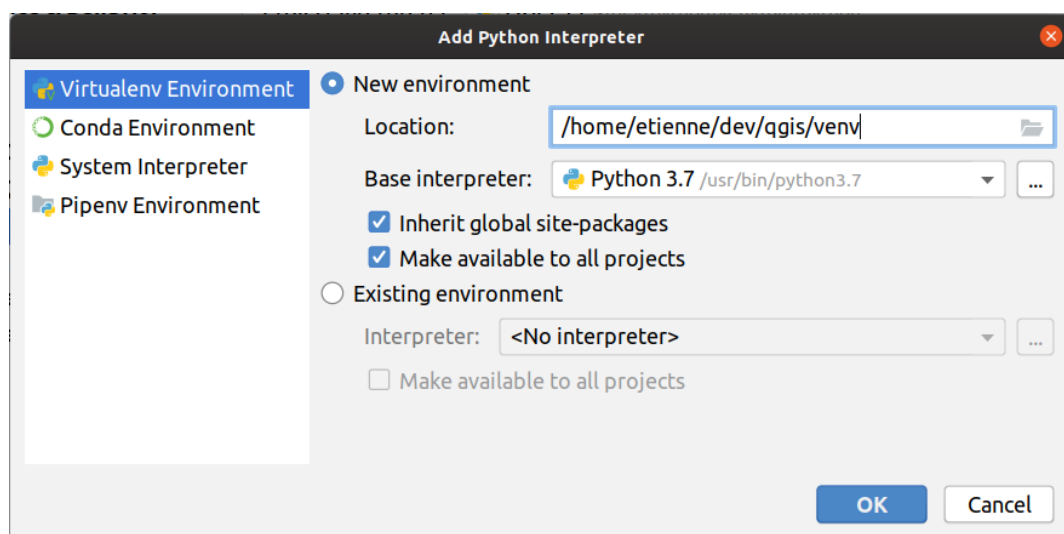 Add Python Interpreter
Virtualenv Environment
Conda Environment
System Interpreter
Pipenv Environment
New environment
Location: /home/etienne/dev/qgis/venv
Base interpreter: Python 3.7 /usr/bin/python3.7 ...
Inherit global site-packages
Make available to all projects
Existing environment
Interpreter: <No interpreter> ...
Make available to all projects
OK Cancel